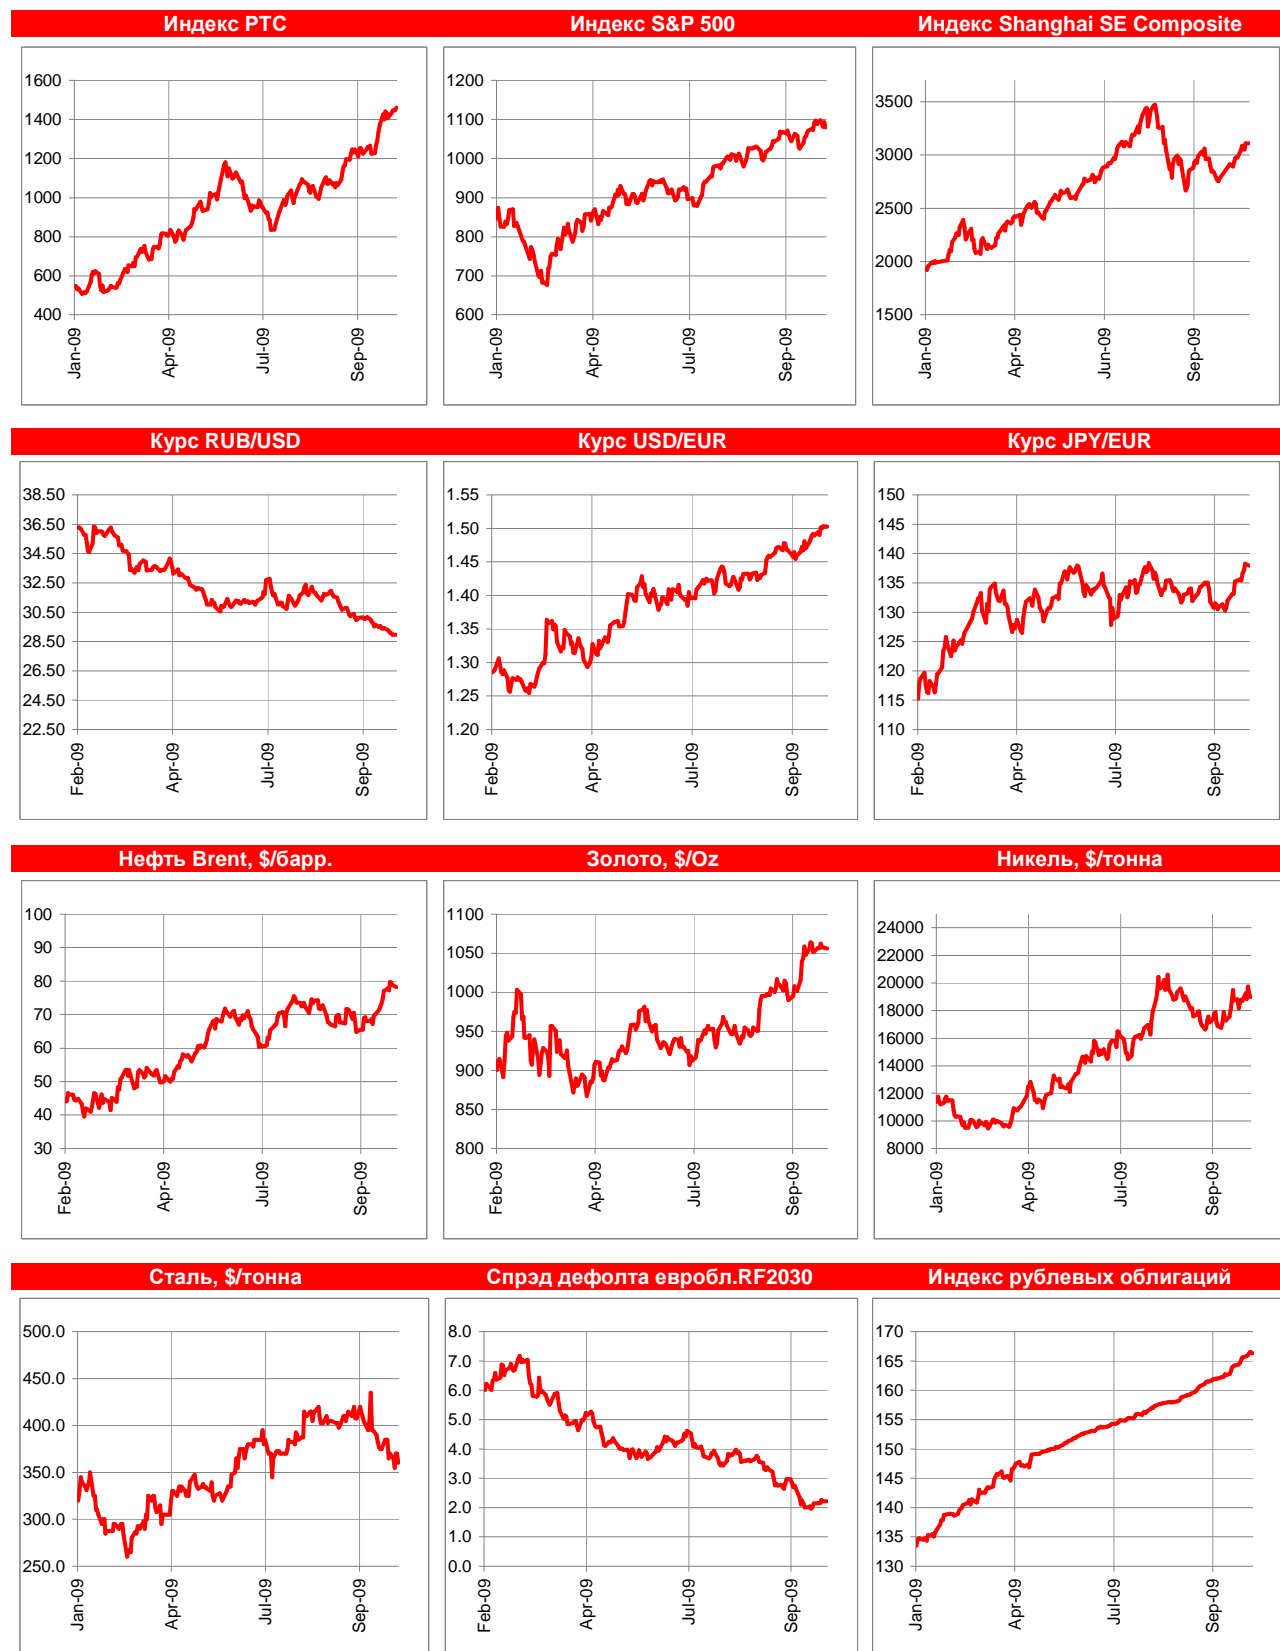 Индекс РТС
1600
1400
1200
1000
800
600
400
Jan-09
Apr-09
Jul-09
Sep-09
Индекс S&P 500
1200
1100
1000
900
800
700
600
Jan-09
Apr-09
Jul-09
Sep-09
Индекс Shanghai SE Composite
3500
3000
2500
2000
1500
Jan-09
Apr-09
Jun-09
Sep-09
Курс RUB/USD
38.50
36.50
34.50
32.50
30.50
28.50
26.50
24.50
22.50
Feb-09
Apr-09
Jul-09
Sep-09
Курс USD/EUR
1.55
1.50
1.45
1.40
1.35
1.30
1.25
1.20
Feb-09
Apr-09
Jul-09
Sep-09
Курс JPY/EUR
150
145
140
135
130
125
120
115
110
Feb-09
Apr-09
Jul-09
Sep-09
Нефть Brent, $/барр.
100
90
80
70
60
50
40
30
Feb-09
Apr-09
Jul-09
Sep-09
Золото, $/Oz
1100
1050
1000
950
900
850
800
Feb-09
Apr-09
Jul-09
Sep-09
Никель, $/тонна
24000
22000
20000
18000
16000
14000
12000
10000
8000
Jan-09
Apr-09
Jul-09
Sep-09
Сталь, $/тонна
500.0
450.0
400.0
350.0
300.0
250.0
Jan-09
Apr-09
Jul-09
Sep-09
Спрэд дефолта евробл.RF2030
8.0
7.0
6.0
5.0
4.0
3.0
2.0
1.0
0.0
Feb-09
Apr-09
Jul-09
Sep-09
Индекс рублевых облигаций
170
165
160
155
150
145
140
135
130
Jan-09
Apr-09
Jul-09
Sep-09